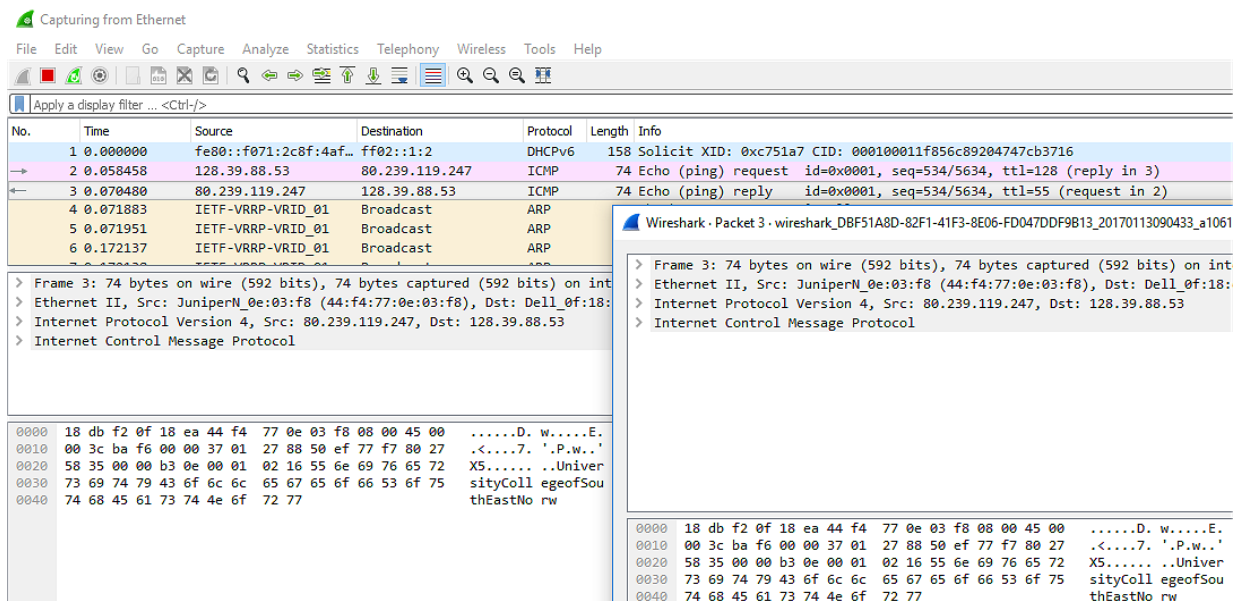 Capturing from Ethernet
File Edit View Go Capture Analyze Statistics Telephony Wireless Tools Help
Apply a display filter ... <Ctrl-/>
No. Time Source Destination Protocol Length Info
1 0.000000 fe80::f071:2c8f:4af… ff02::1:2 DHCPv6 158 Solicit XID: 0xc751a7 CID: 000100011f856c89204747cb3716
2 0.058458 128.39.88.53 80.239.119.247 ICMP 74 Echo (ping) request id=0x0001, seq=534/5634, ttl=128 (reply in 3)
3 0.070480 80.239.119.247 128.39.88.53 ICMP 74 Echo (ping) reply id=0x0001, seq=534/5634, ttl=55 (request in 2)
4 0.071883 IETF-VRRP-VRID_01 Broadcast ARP
5 0.071951 IETF-VRRP-VRID_01 Broadcast ARP
6 0.172137 IETF-VRRP-VRID_01 Broadcast ARP
Frame 3: 74 bytes on wire (592 bits), 74 bytes captured (592 bits) on int
Ethernet II, Src: JuniperN_0e:03:f8 (44:f4:77:0e:03:f8), Dst: Dell_0f:18:
Internet Protocol Version 4, Src: 80.239.119.247, Dst: 128.39.88.53
Internet Control Message Protocol
0000 18 db f2 0f 18 ea 44 f4 77 0e 03 f8 08 00 45 00 ......D. w.....E.
0010 00 3c ba f6 00 00 37 01 27 88 50 ef 77 f7 80 27 .<....7. '.P.w..'
0020 58 35 00 00 b3 0e 00 01 02 16 55 6e 69 76 65 72 X5...... ..Univer
0030 73 69 74 79 43 6f 6c 6c 65 67 65 6f 66 53 6f 75 sityColl egeofSou
0040 74 68 45 61 73 74 4e 6f 72 77 thEastNo rw
Wireshark · Packet 3 · wireshark_DBF51A8D-82F1-41F3-8E06-FD047DDF9B13_20170113090433_a1061
Frame 3: 74 bytes on wire (592 bits), 74 bytes captured (592 bits) on int
Ethernet II, Src: JuniperN_0e:03:f8 (44:f4:77:0e:03:f8), Dst: Dell_0f:18:
Internet Protocol Version 4, Src: 80.239.119.247, Dst: 128.39.88.53
Internet Control Message Protocol
0000 18 db f2 0f 18 ea 44 f4 77 0e 03 f8 08 00 45 00 ......D. w.....E.
0010 00 3c ba f6 00 00 37 01 27 88 50 ef 77 f7 80 27 .<....7. '.P.w..'
0020 58 35 00 00 b3 0e 00 01 02 16 55 6e 69 76 65 72 X5...... ..Univer
0030 73 69 74 79 43 6f 6c 6c 65 67 65 6f 66 53 6f 75 sityColl egeofSou
0040 74 68 45 61 73 74 4e 6f 72 77 thEastNo rw